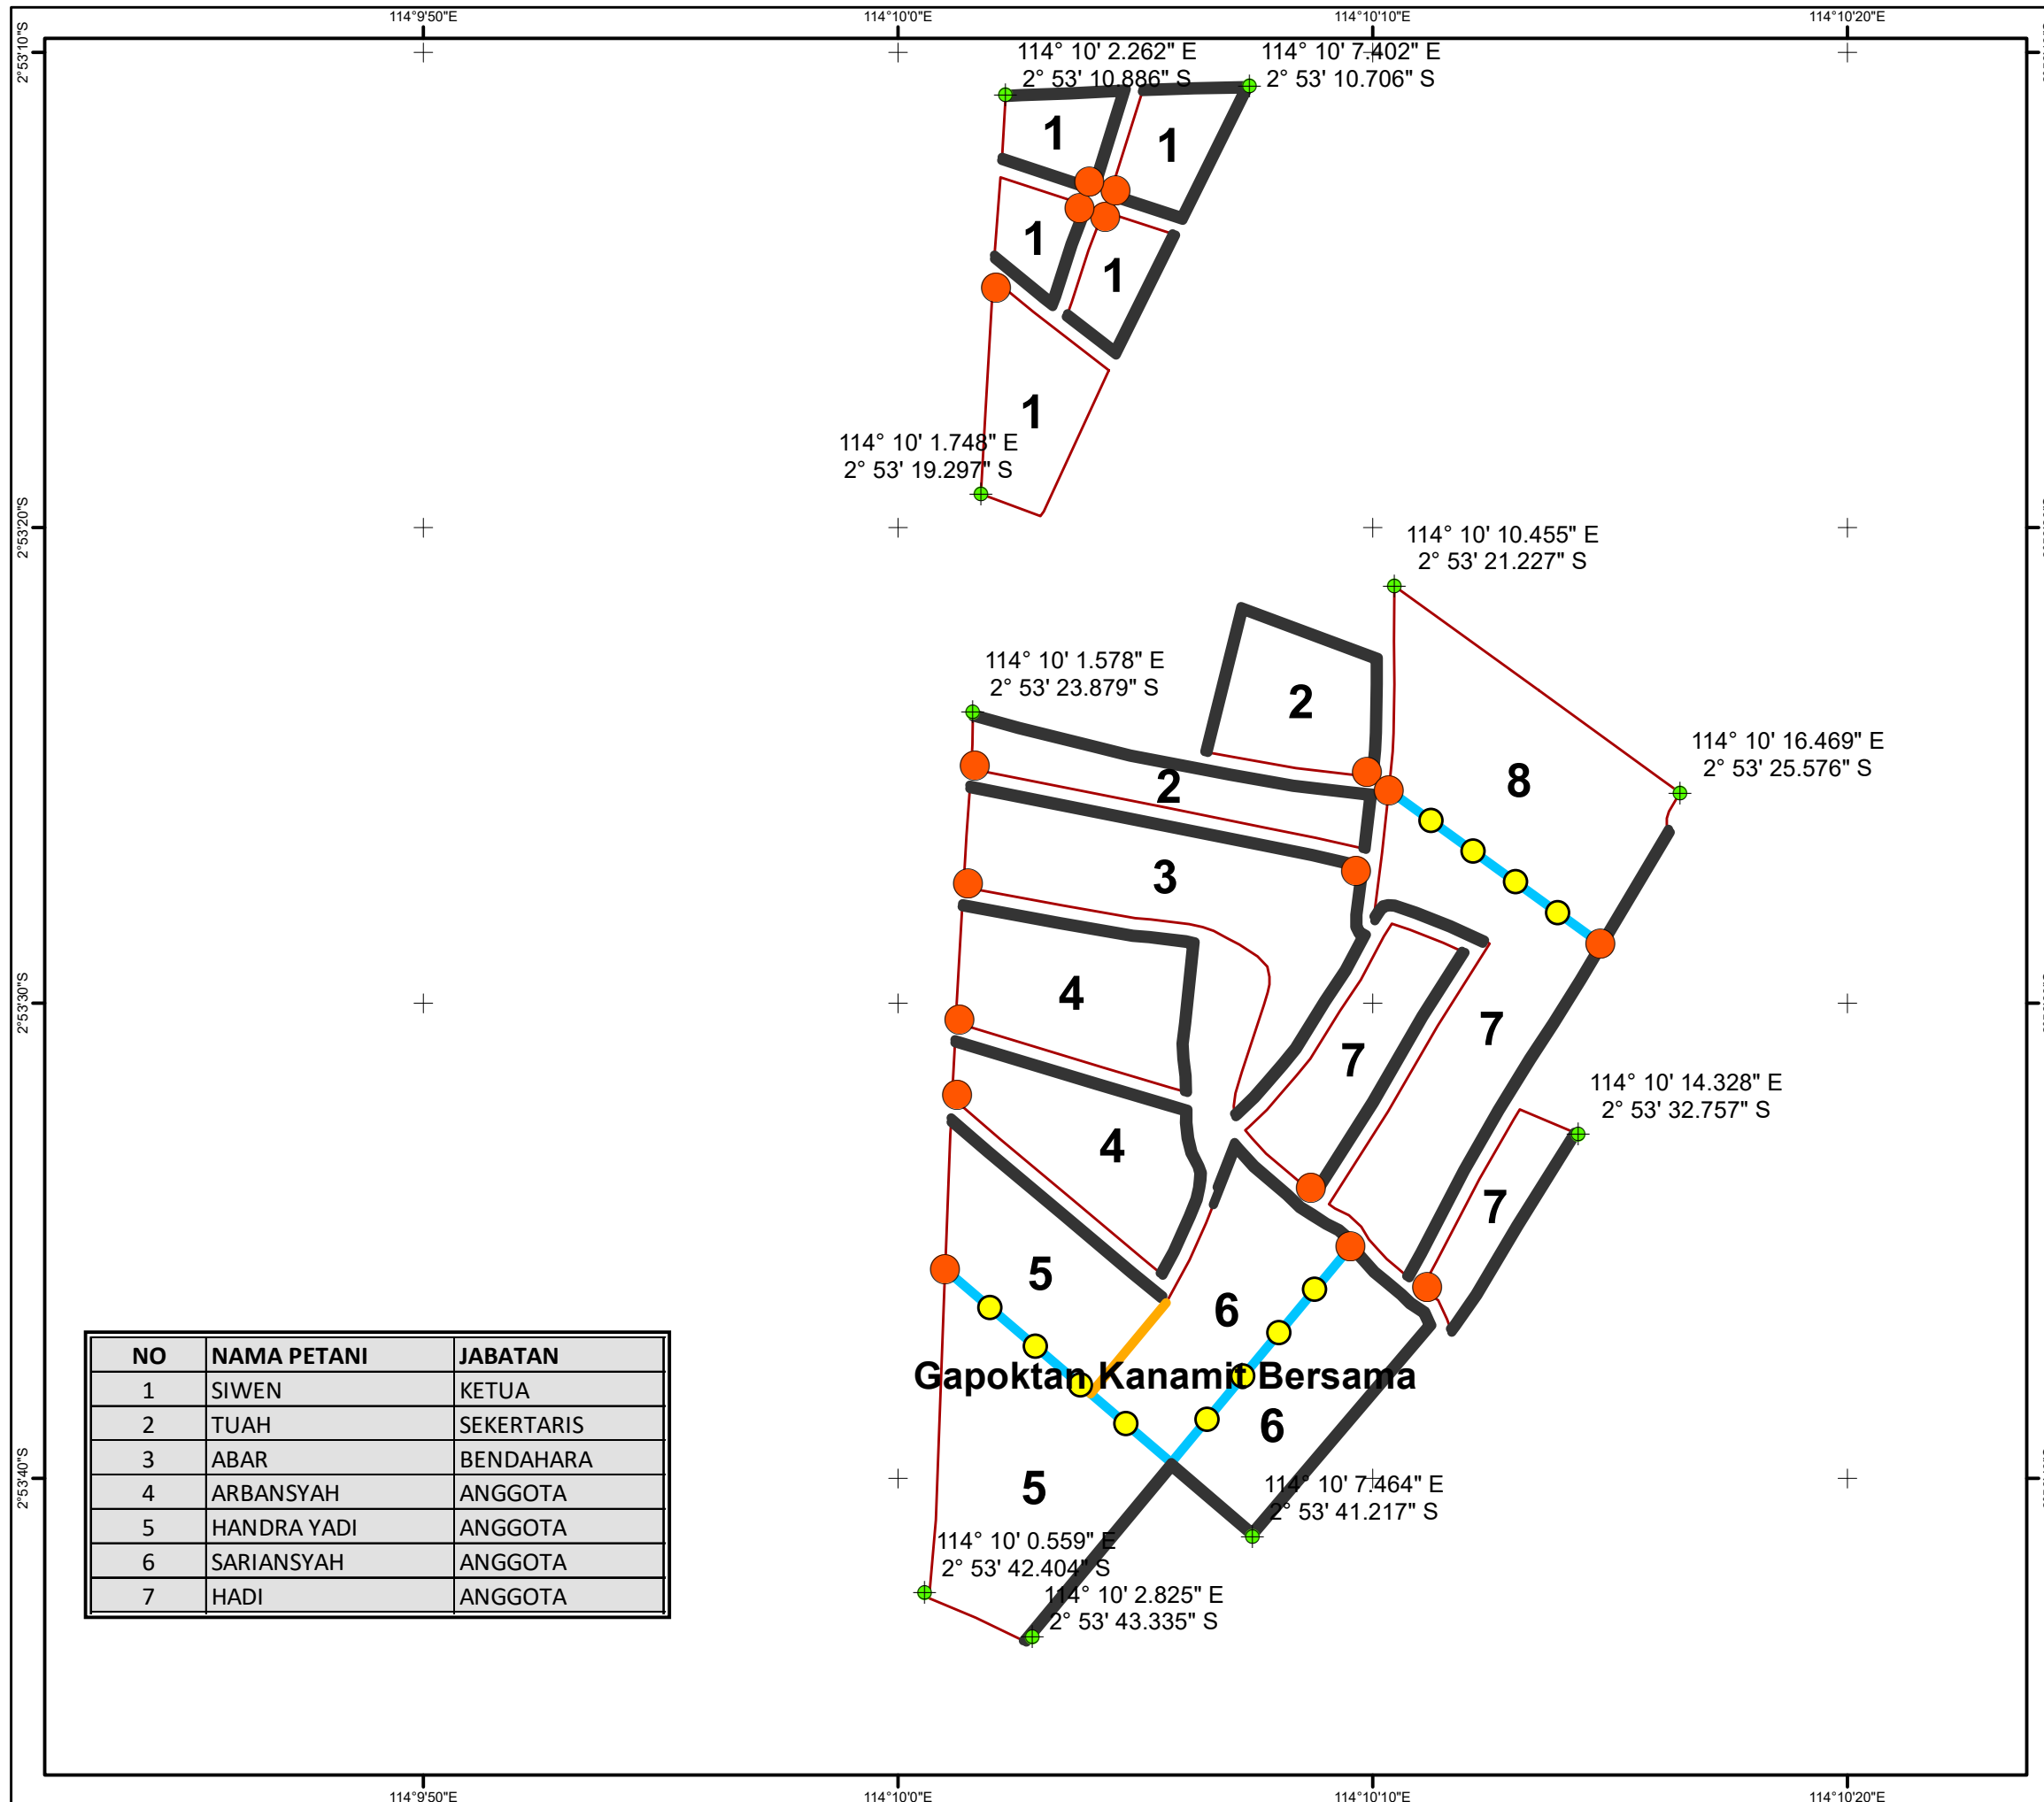 114°9'50"E
114°10'0"E
114°10'10"E
114°10'20"E
2°53'10"S
114° 10' 2.262" E
2° 53' 10.886" S
114° 10' 7.402" E
2° 53' 10.706" S
1
1
1
1
1
114° 10' 1.748" E
2° 53' 19.297" S
2°53'20"S
114° 10' 10.455" E
2° 53' 21.227" S
114° 10' 1.578" E
2° 53' 23.879" S
2
114° 10' 16.469" E
2° 53' 25.576" S
8
2
3
4
2°53'30"S
7
7
114° 10' 14.328" E
2° 53' 32.757" S
4
7
5
6
Gapoktan Kanamit Bersama
6
2°53'40"S
5
114° 10' 7.464" E
2° 53' 41.217" S
114° 10' 0.559" E
2° 53' 42.404" S
114° 10' 2.825" E
2° 53' 43.335" S
NO NAMA PETANI JABATAN
1 SIWEN KETUA
2 TUAH SEKERTARIS
3 ABAR BENDAHARA
4 ARBANSYAH ANGGOTA
5 HANDRA YADI ANGGOTA
6 SARIANSYAH ANGGOTA
7 HADI ANGGOTA
114°9'50"E
114°10'0"E
114°10'10"E
114°10'20"E